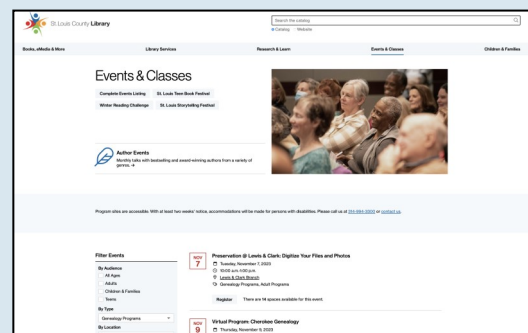 St. Louis County Library
Search the catalog
Catalog Website
Books, eMedia & More Library Services Research & Learn Events & Classes Children & Families
Events & Classes
Complete Events Listing St. Louis Teen Book Festival
Winter Reading Challenge St. Louis Storytelling Festival
Author Events
Monthly talks with bestselling and award-winning authors from a variety of
genres. →
Program sites are accessible. With at least two weeks' notice, accommodations will be made for persons with disabilities. Please call us at 314-994-3300 or contact us.
Filter Events
By Audience
All Ages
Adults
Children & Families
Teens
By Type
Genealogy Programs
By Location
NOV
7
Preservation @ Lewis & Clark: Digitize Your Files and Photos
Tuesday, November 7, 2023
10:00 am-1:00 p.m.
Lewis & Clark Branch
Genealogy Programs, Adult Programs
Register There are 14 spaces available for this event.
NOV
9
Virtual Program: Cherokee Genealogy
Thursday, November 9, 2023